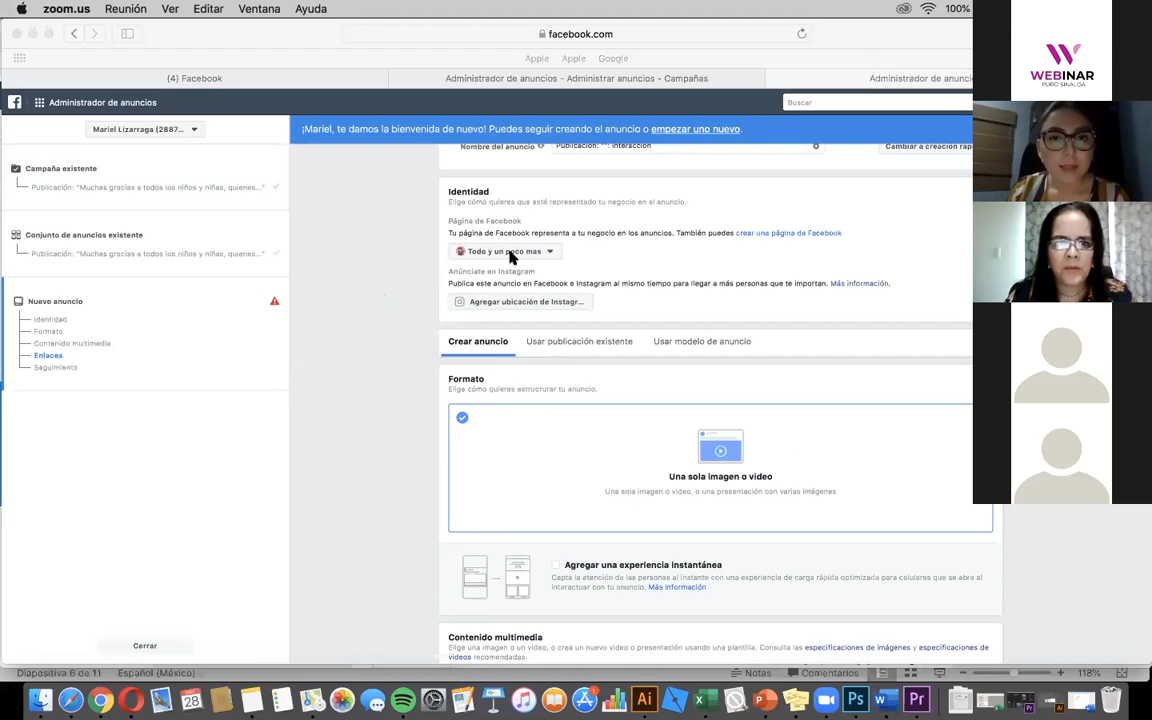 zoom.us Reunión Ver Editar Ventana Ayuda 100%
facebook.com
Apple Apple Google
(4) Facebook Administrador de anuncios - Administrar anuncios - Campañas Administrador de anunci
Administrador de anuncios Buscar
Mariel Lizarraga (2887...
¡Mariel, te damos la bienvenida de nuevo! Puedes seguir creando el anuncio o empezar uno nuevo.
Nombre del anuncio Publicación: "": Interacción Cambiar a creación ráp
Campaña existente
Publicación: "Muchas gracias a todos los niños y niñas, quienes..."
Conjunto de anuncios existente
Publicación: "Muchas gracias a todos los niños y niñas, quienes..."
Nuevo anuncio
Identidad
Formato
Contenido multimedia
Enlaces
Seguimiento
Cerrar
Identidad
Elige cómo quieres que esté representado tu negocio en el anuncio.
Página de Facebook
Tu página de Facebook representa a tu negocio en los anuncios. También puedes crear una página de Facebook
Todo y un poco mas
Anúnciate en Instagram
Publica este anuncio en Facebook e Instagram al mismo tiempo para llegar a más personas que te importan. Más información.
Agregar ubicación de Instagr...
Crear anuncio Usar publicación existente Usar modelo de anuncio
Formato
Elige cómo quieres estructurar tu anuncio.
Una sola imagen o video
Una sola imagen o video, o una presentación con varias imágenes
Agregar una experiencia instantánea
Capta la atención de las personas al instante con una experiencia de carga rápida optimizada para celulares que se abre al
interactuar con tu anuncio. Más información
Contenido multimedia
Elige una imagen o un video, o crea un nuevo video o presentación usando una plantilla. Consulta las especificaciones de imágenes y especificaciones de
videos recomendadas.
Diapositiva 6 de 11 Español (México) Notas Comentarios 118%
28
Ai Ps Pr
WEBINAR
PURO SINALOA